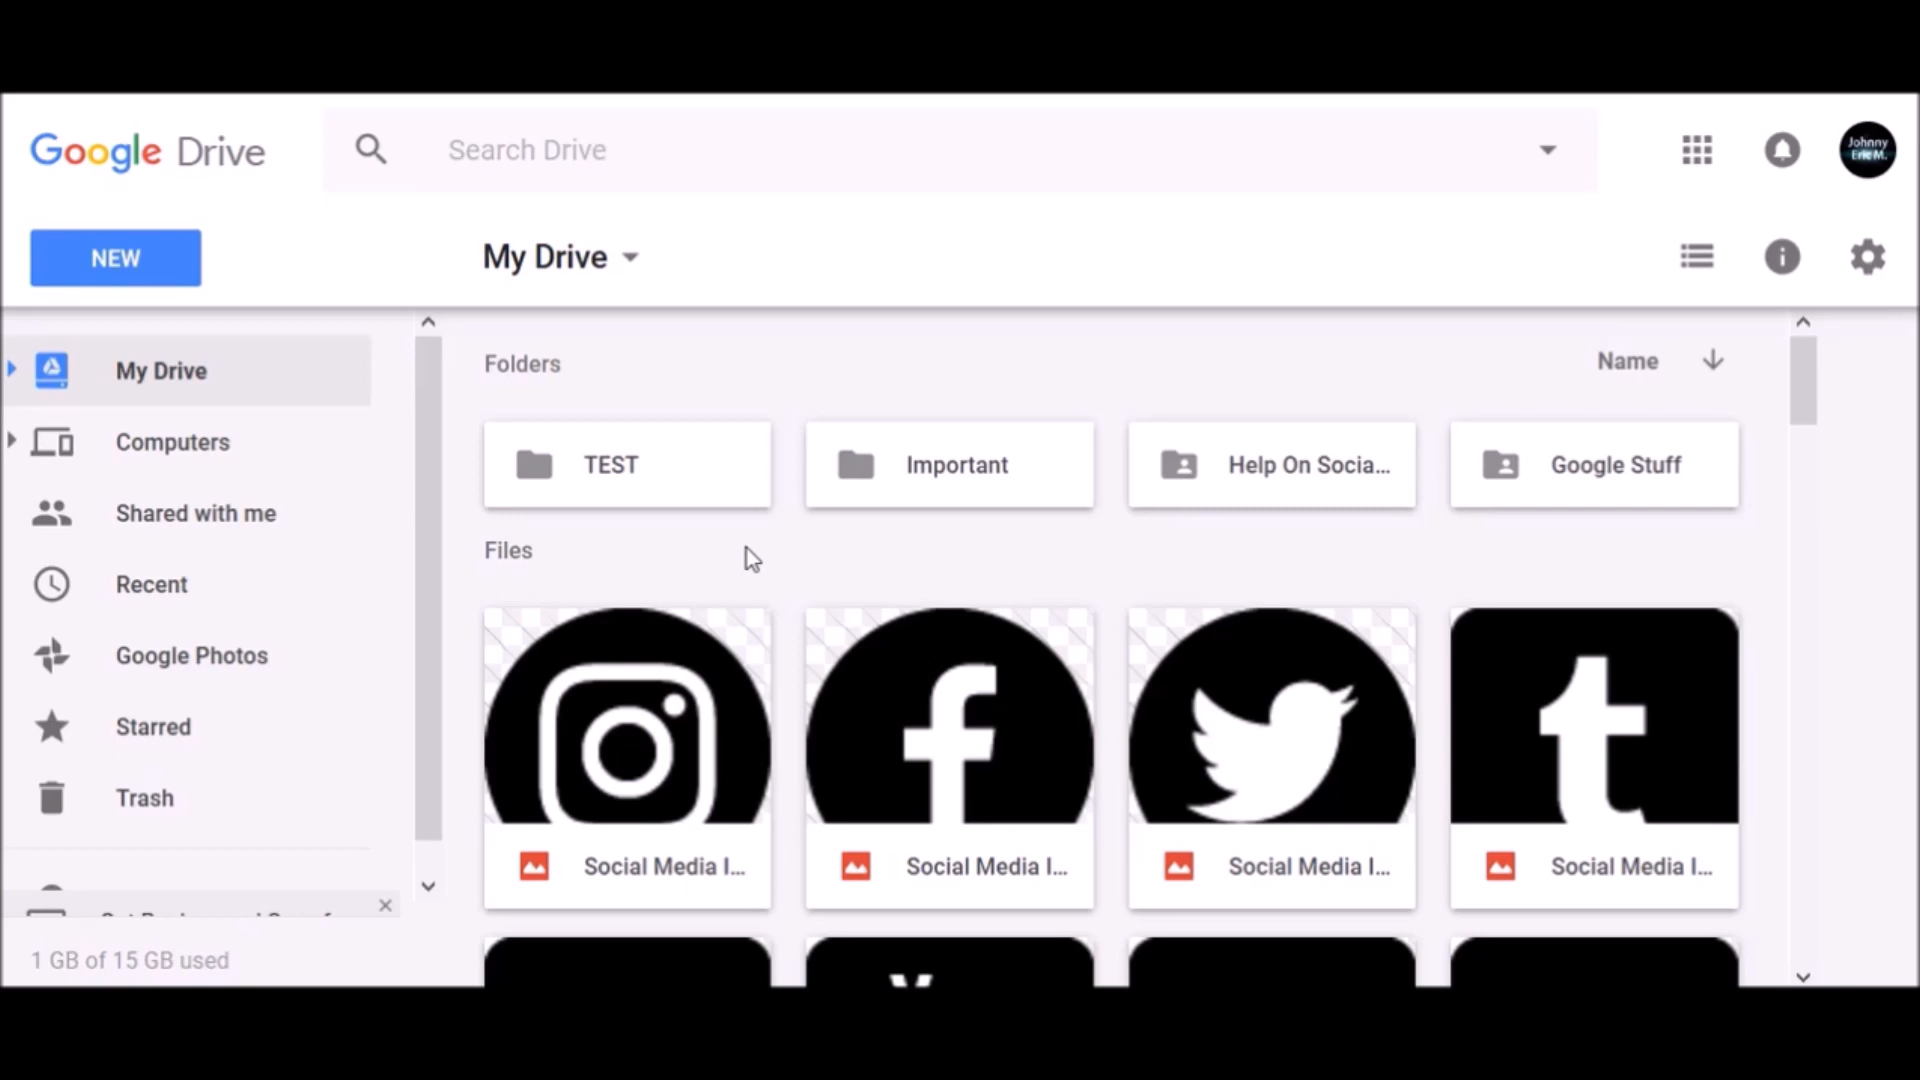 Google Drive
Search Drive
Johnny
Eric M.
NEW
My Drive
My Drive
Computers
Shared with me
Recent
Google Photos
Starred
Trash
1 GB of 15 GB used
Folders
Name
TEST
Important
Help On Socia...
Google Stuff
Files
Social Media I...
Social Media I...
Social Media I...
Social Media I...